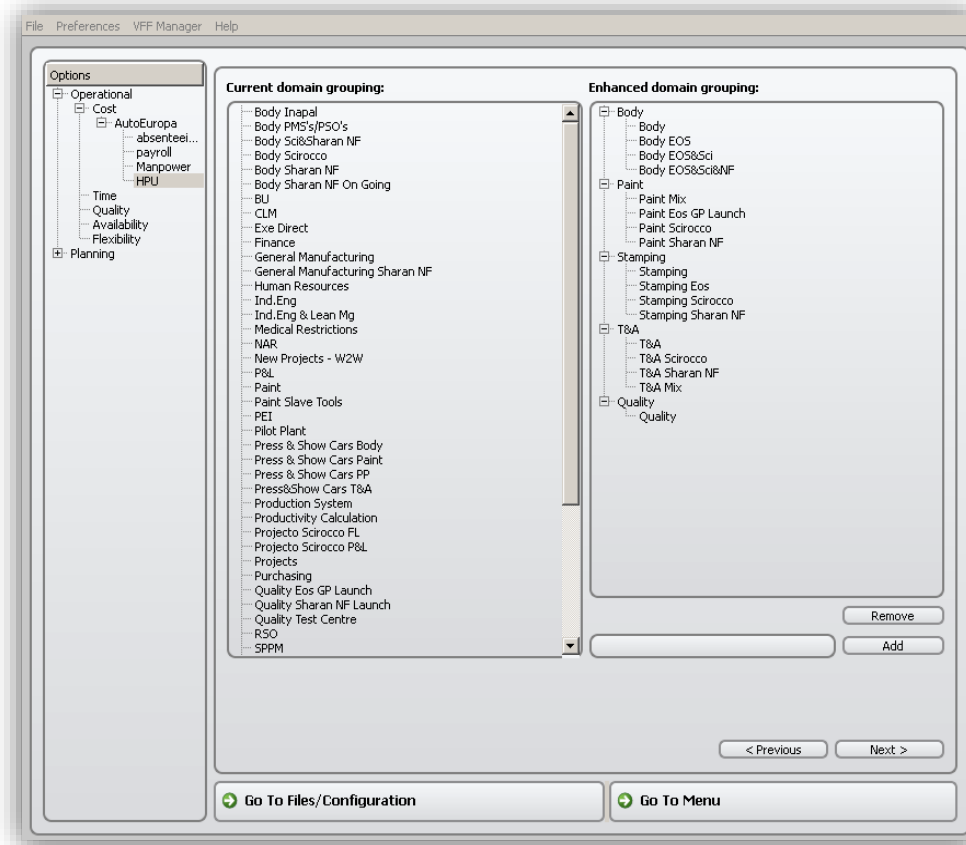 File Preferences VFF Manager Help
Options
Operational
Cost
AutoEuropa
absenteei...
payroll
Manpower
HPU
Time
Quality
Availability
Flexibility
Planning
Current domain grouping:
Body Inapal
Body PMS's/PSO's
Body Sci&Sharan NF
Body Scirocco
Body Sharan NF
Body Sharan NF On Going
BU
CLM
Exe Direct
Finance
General Manufacturing
General Manufacturing Sharan NF
Human Resources
Ind.Eng
Ind.Eng & Lean Mg
Medical Restrictions
NAR
New Projects - W2W
P&L
Paint
Paint Slave Tools
PEI
Pilot Plant
Press & Show Cars Body
Press & Show Cars Paint
Press & Show Cars PP
Press&Show Cars T&A
Production System
Productivity Calculation
Projecto Scirocco FL
Projecto Scirocco P&L
Projects
Purchasing
Quality Eos GP Launch
Quality Sharan NF Launch
Quality Test Centre
RSO
SPPM
Enhanced domain grouping:
Body
Body
Body EOS
Body EOS&Sci
Body EOS&Sci&NF
Paint
Paint Mix
Paint Eos GP Launch
Paint Scirocco
Paint Sharan NF
Stamping
Stamping
Stamping Eos
Stamping Scirocco
Stamping Sharan NF
T&A
T&A
T&A Scirocco
T&A Sharan NF
T&A Mix
Quality
Quality
Remove
Add
< Previous
Next >
Go To Files/Configuration
Go To Menu